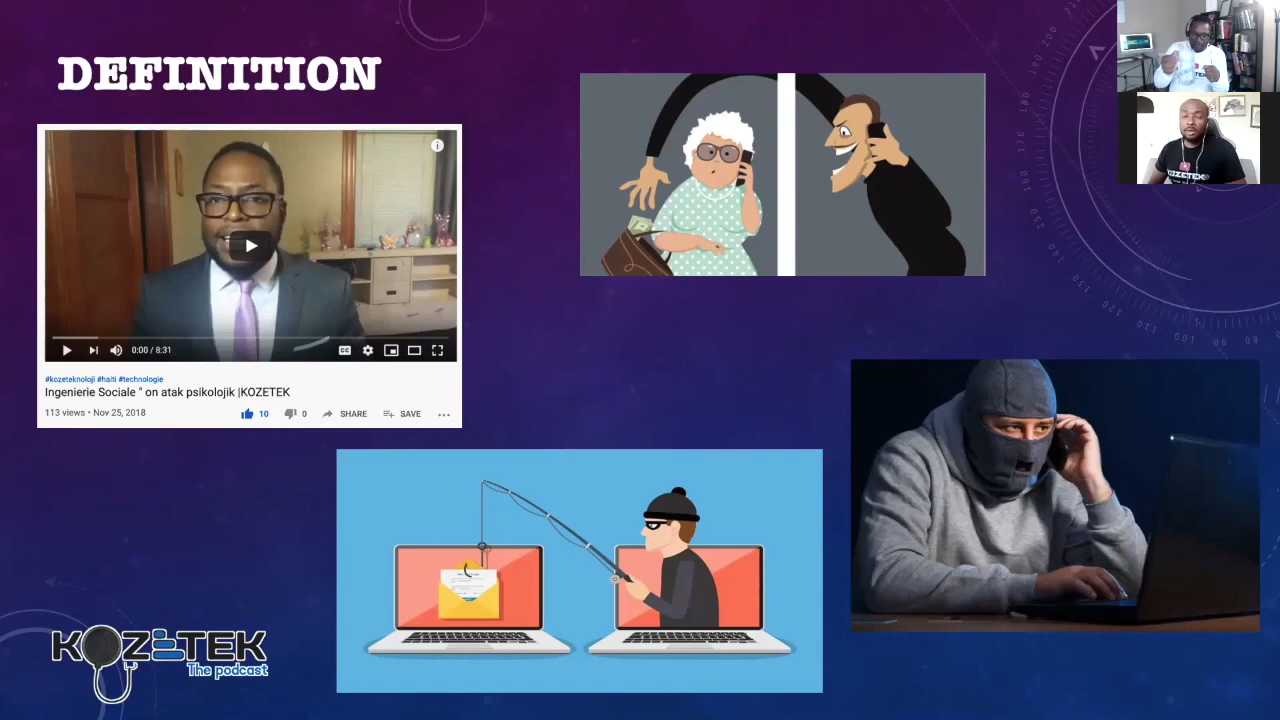 DEFINITION
0:00 / 8:31
CC
#kozeteknoloji #haiti #technologie
Ingenierie Sociale " on atak psikolojik |KOZETEK
113 views • Nov 25, 2018
10
0
SHARE
SAVE
KOZETEK
The podcast
KOZETEK